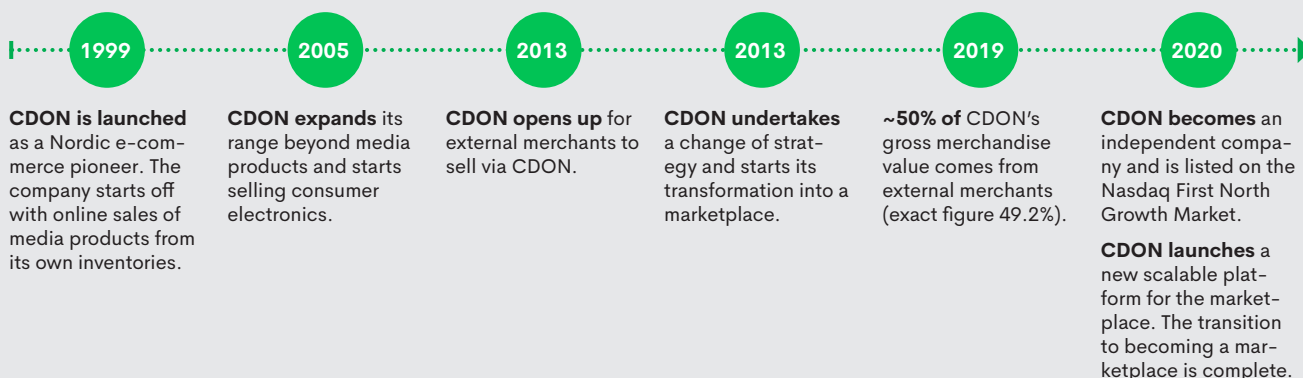 1999
CDON is launched
as a Nordic e-com-
merce pioneer. The
company starts off
with online sales of
media products from
its own inventories.
2005
CDON expands its
range beyond media
products and starts
selling consumer
electronics.
2013
CDON opens up for
external merchants to
sell via CDON.
2013
CDON undertakes
a change of strat-
egy and starts its
transformation into a
marketplace.
2019
~50% of CDON’s
gross merchandise
value comes from
external merchants
(exact figure 49.2%).
2020
CDON becomes an
independent compa-
ny and is listed on the
Nasdaq First North
Growth Market.
CDON launches a
new scalable plat-
form for the market-
place. The transition
to becoming a mar-
ketplace is complete.